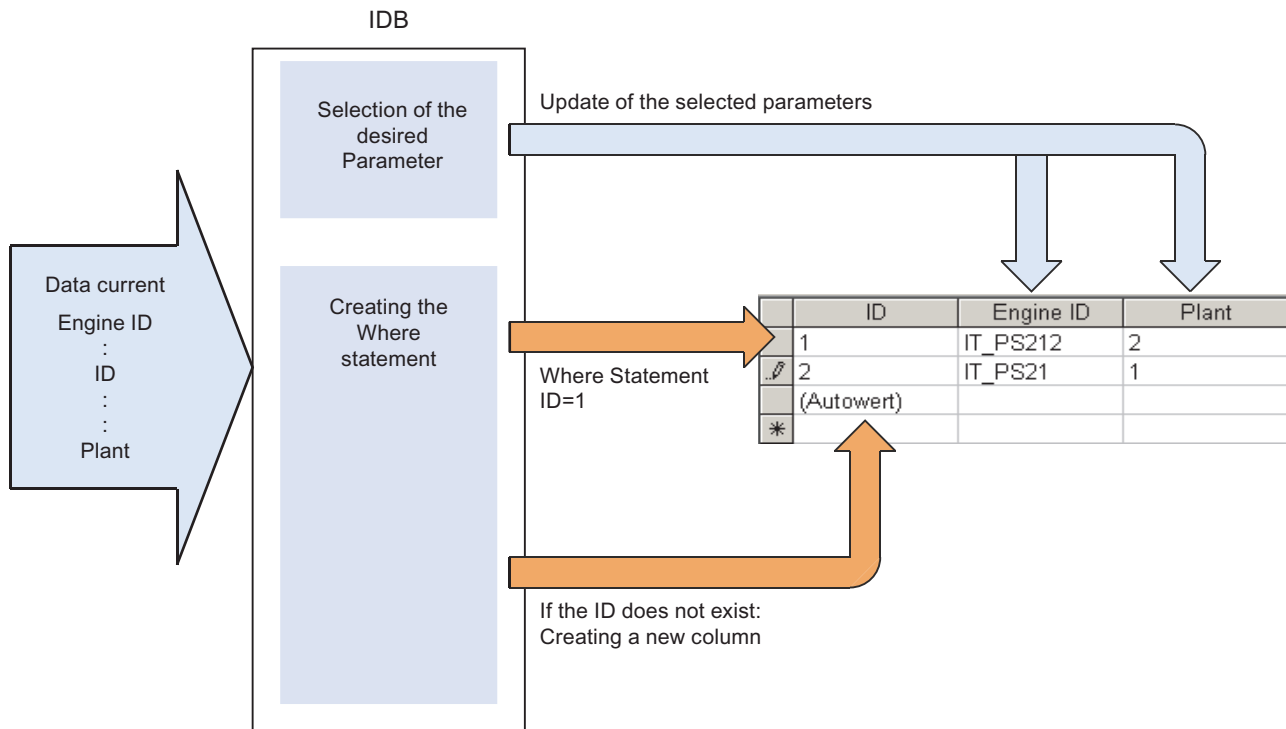 IDB
Selection of the
desired
Parameter
Update of the selected parameters
Data current
Engine ID
:
ID
:
:
Plant
Creating the
Where
statement
Where Statement
ID=1
ID Engine ID Plant
1 IT_PS212 2
2 IT_PS21 1
(Autowert)
If the ID does not exist:
Creating a new column